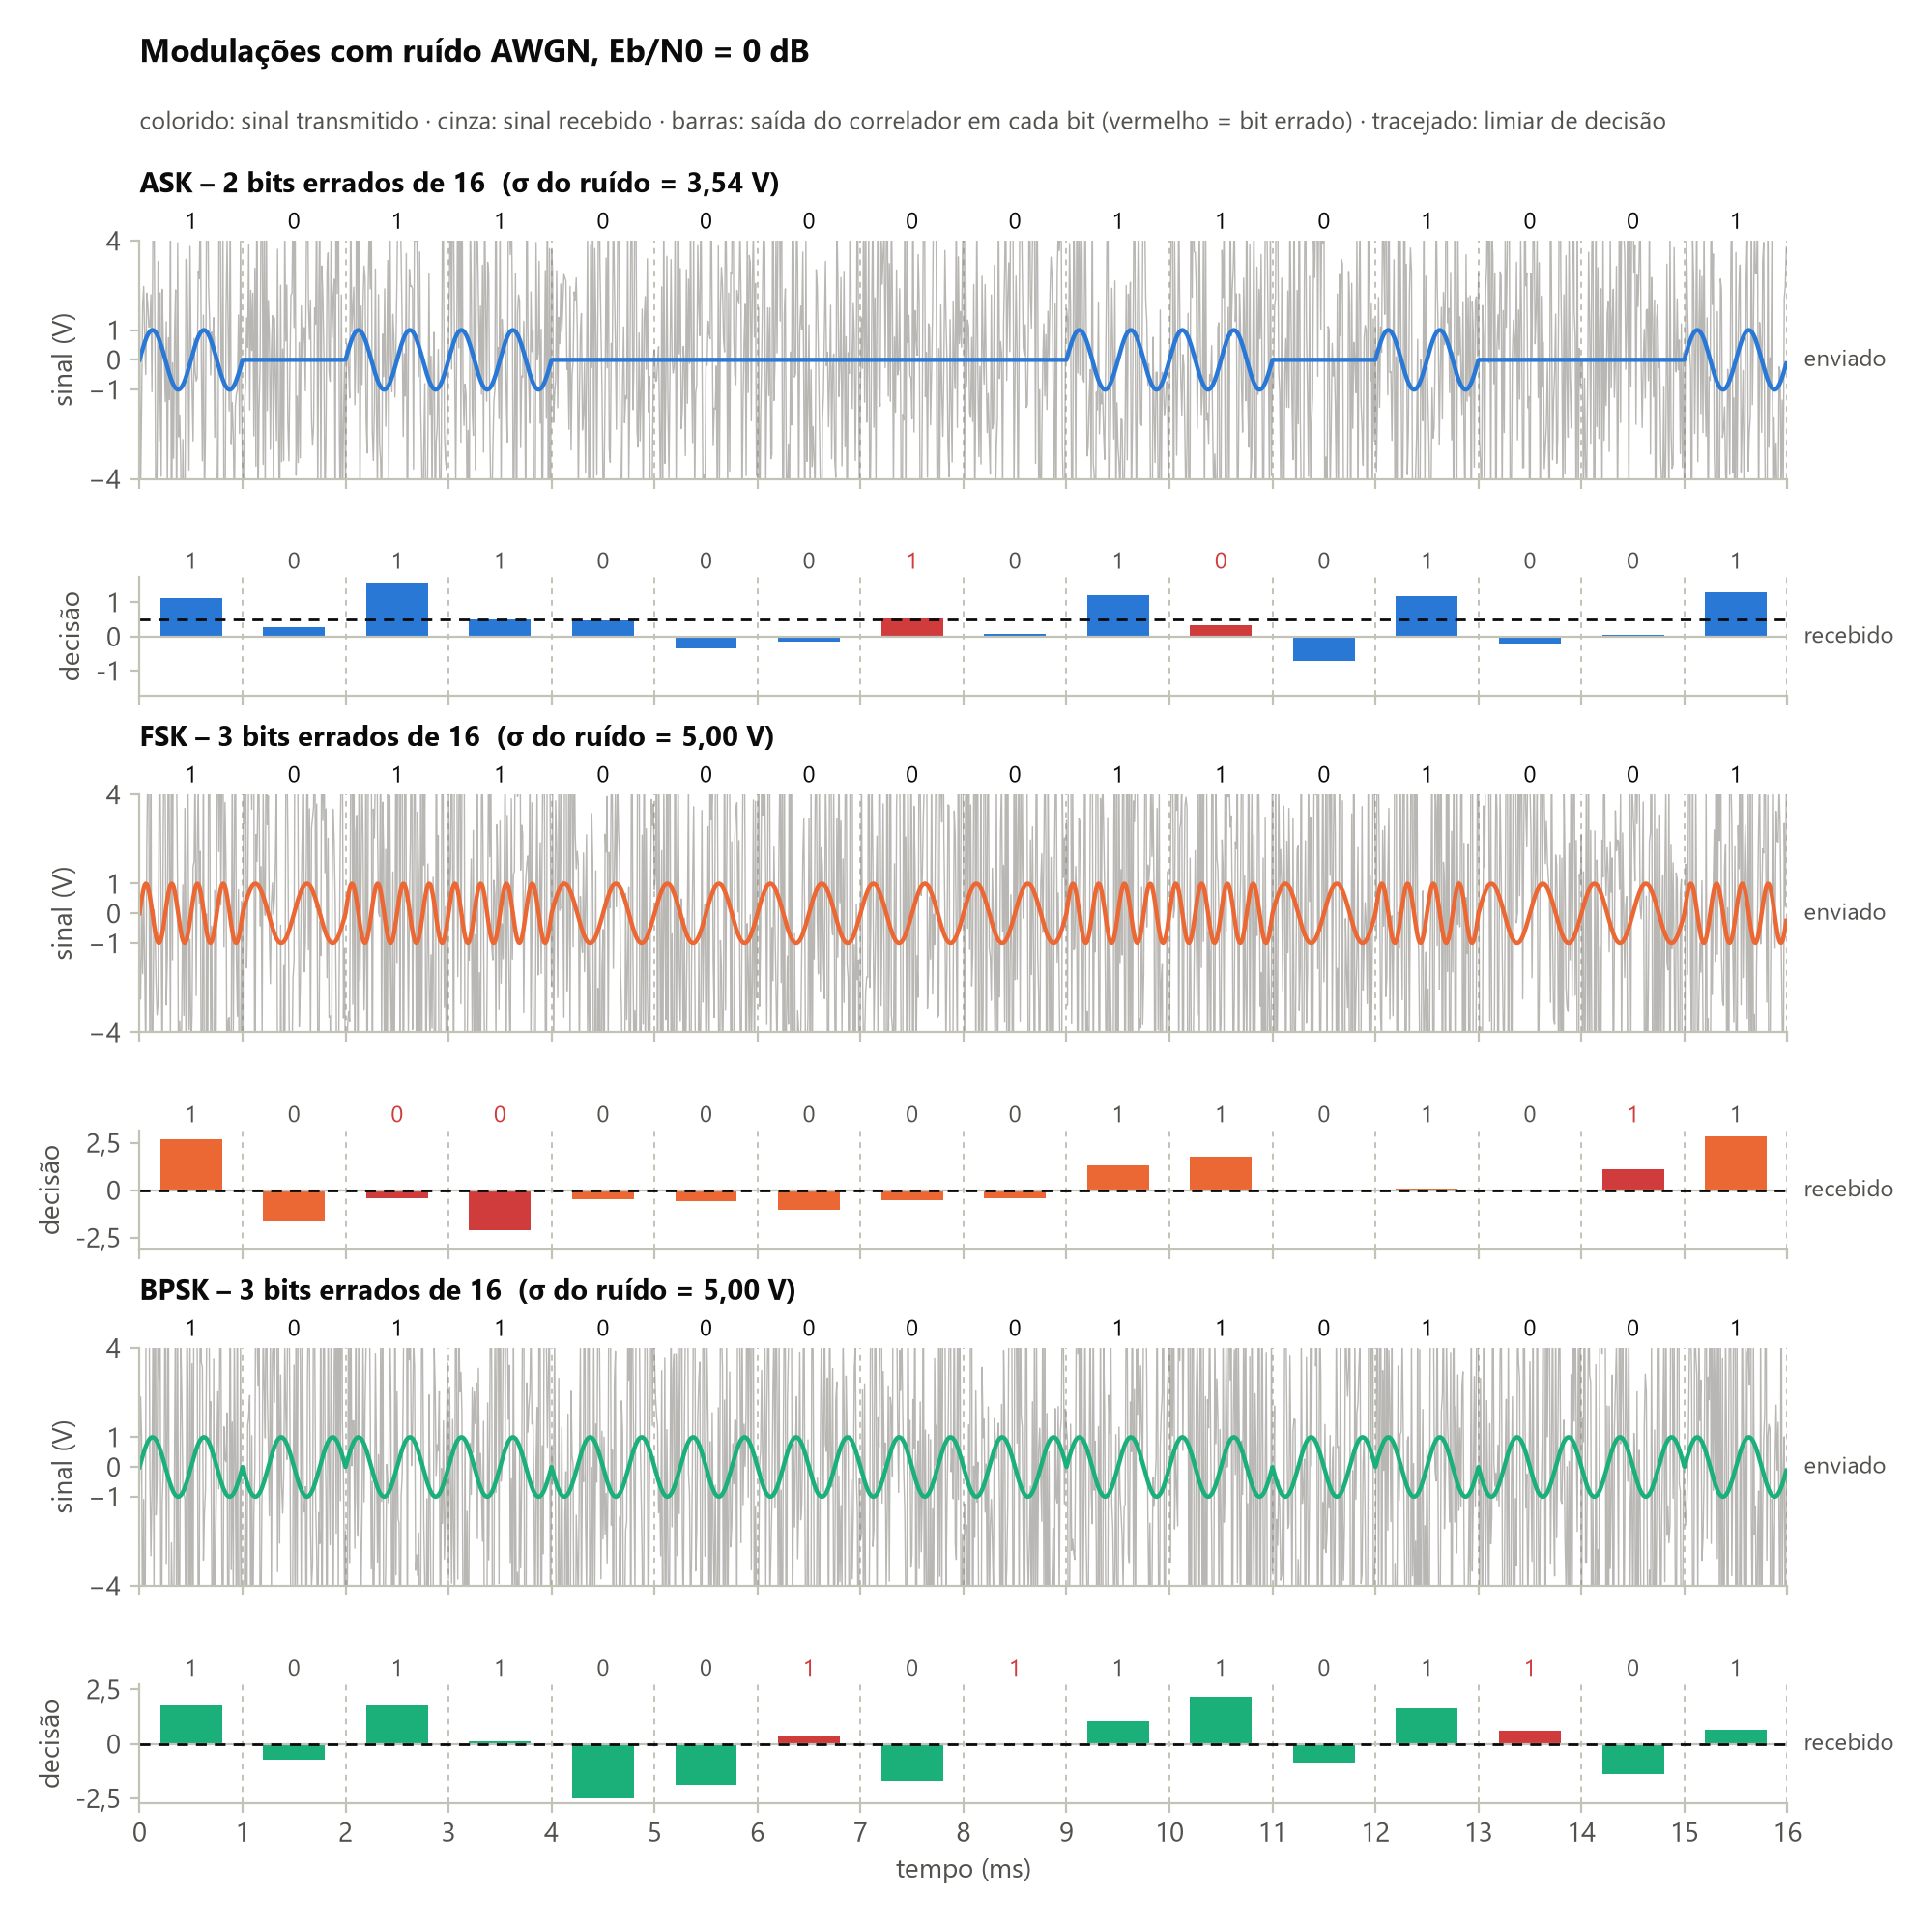 Modulações com ruído AWGN, Eb/N0 = 0 dB
colorido: sinal transmitido · cinza: sinal recebido · barras: saída do correlador em cada bit (vermelho = bit errado) · tracejado: limiar de decisão
ASK – 2 bits errados de 16 (σ do ruído = 3,54 V)
1 0 1 1 0 0 0 0 0 1 1 0 1 0 0 1
4
1
0
−1
−4
sinal (V)
enviado
1 0 1 1 0 0 0 1 0 1 0 0 1 0 0 1
1
0
-1
decisão
recebido
FSK – 3 bits errados de 16 (σ do ruído = 5,00 V)
1 0 1 1 0 0 0 0 0 1 1 0 1 0 0 1
4
1
0
−1
−4
sinal (V)
enviado
1 0 0 0 0 0 0 0 0 1 1 0 1 0 1 1
2,5
0
-2,5
decisão
recebido
BPSK – 3 bits errados de 16 (σ do ruído = 5,00 V)
1 0 1 1 0 0 0 0 0 1 1 0 1 0 0 1
4
1
0
−1
−4
sinal (V)
enviado
1 0 1 1 0 0 1 0 1 1 1 0 1 1 0 1
2,5
0
-2,5
decisão
recebido
0 1 2 3 4 5 6 7 8 9 10 11 12 13 14 15 16
tempo (ms)